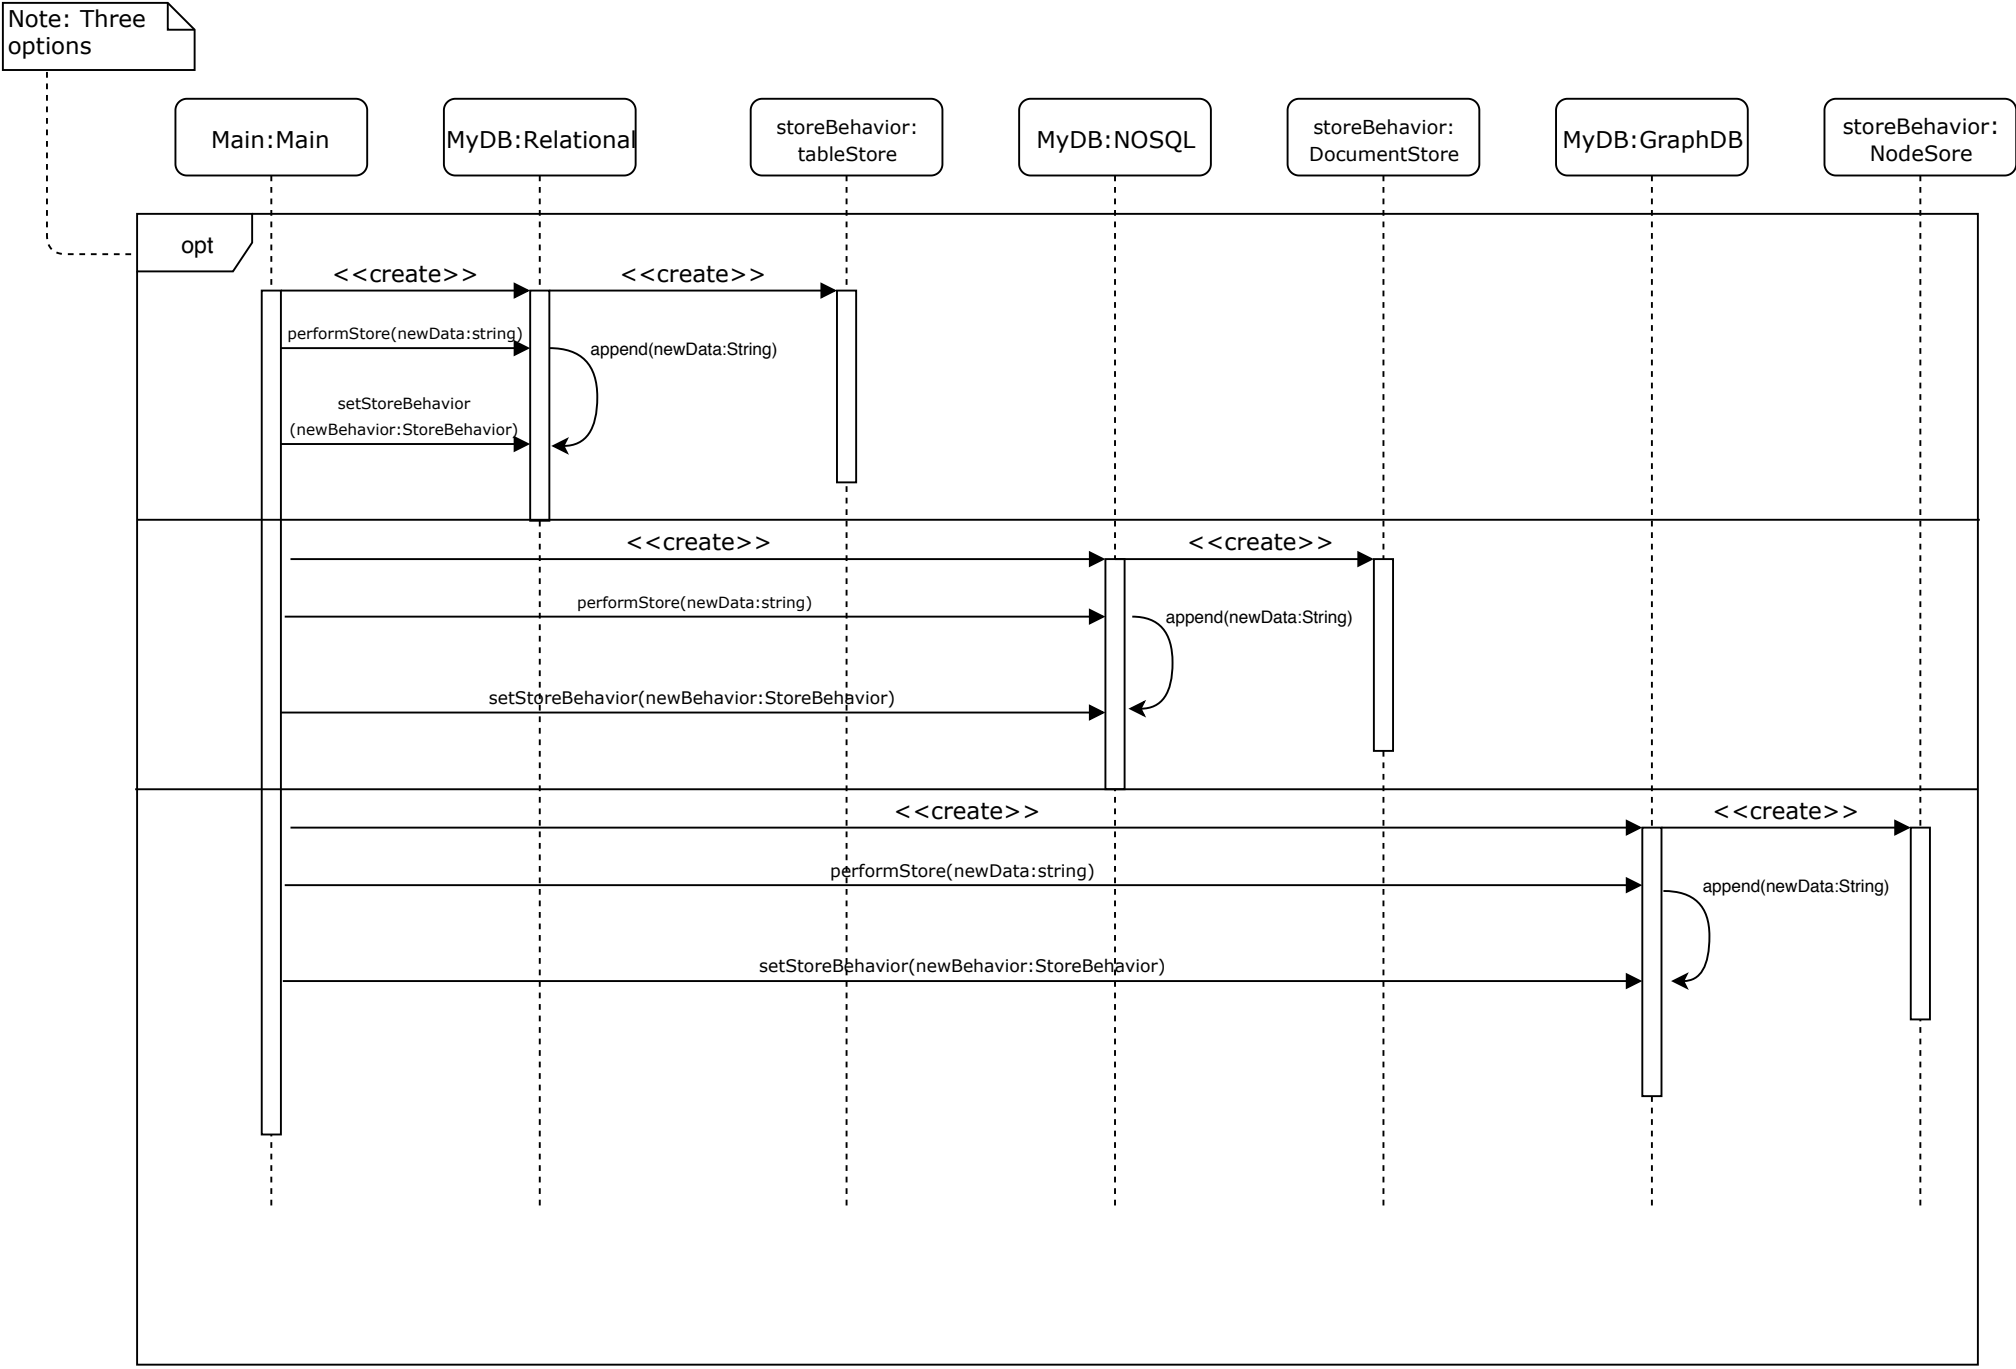 Note: Three
options
Main:Main
MyDB:Relational
storeBehavior:
tableStore
MyDB:NOSQL
storeBehavior:
DocumentStore
MyDB:GraphDB
storeBehavior:
NodeSore
opt
<<create>>
<<create>>
performStore(newData:string)
append(newData:String)
setStoreBehavior
(newBehavior:StoreBehavior)
<<create>>
<<create>>
performStore(newData:string)
append(newData:String)
setStoreBehavior(newBehavior:StoreBehavior)
<<create>>
<<create>>
performStore(newData:string)
append(newData:String)
setStoreBehavior(newBehavior:StoreBehavior)